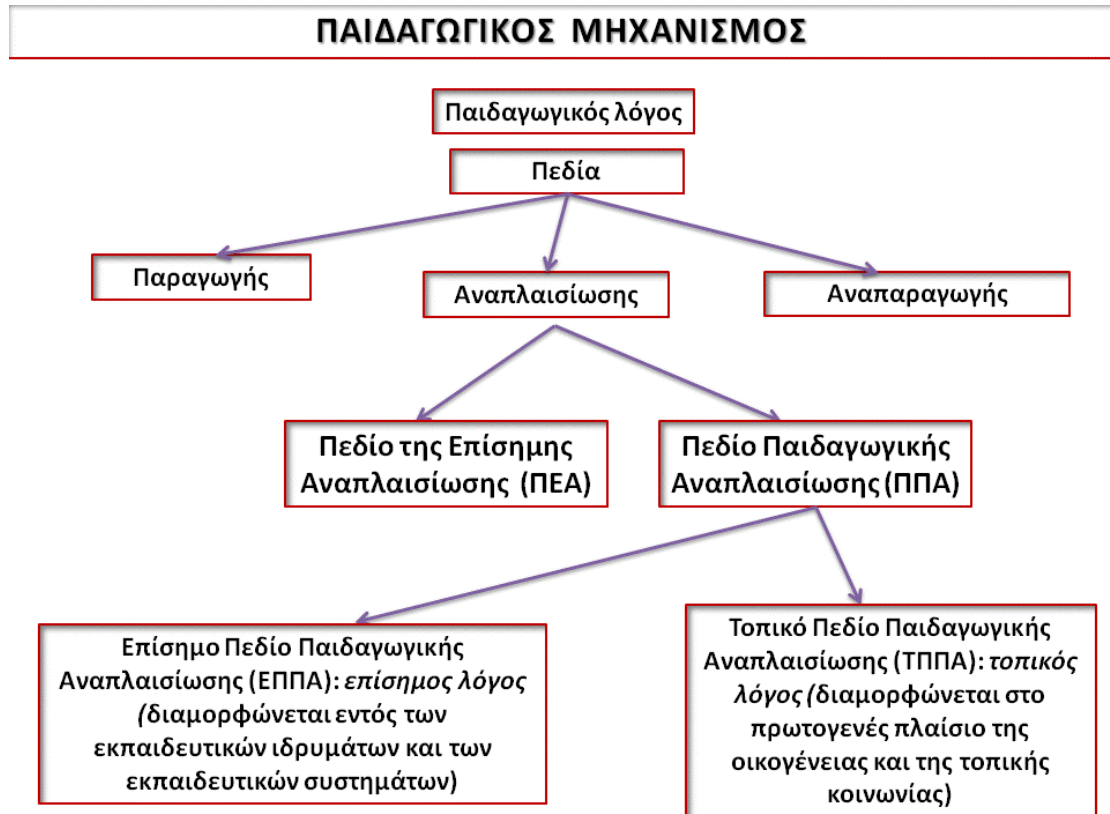 ΠΑΙΔΑΓΩΓΙΚΟΣ ΜΗΧΑΝΙΣΜΟΣ
Παιδαγωγικός λόγος
Πεδία
Παραγωγής
Αναπλαισίωσης
Αναπαραγωγής
Πεδίο της Επίσημης
Αναπλαισίωσης (ΠΕΑ)
Πεδίο Παιδαγωγικής
Αναπλαισίωσης (ΠΠΑ)
Επίσημο Πεδίο Παιδαγωγικής
Αναπλαισίωσης (ΕΠΠΑ): επίσημος λόγος
(διαμορφώνεται εντός των
εκπαιδευτικών ιδρυμάτων και των
εκπαιδευτικών συστημάτων)
Τοπικό Πεδίο Παιδαγωγικής
Αναπλαισίωσης (ΤΠΠΑ): τοπικός
λόγος (διαμορφώνεται στο
πρωτογενές πλαίσιο της
οικογένειας και της τοπικής
κοινωνίας)